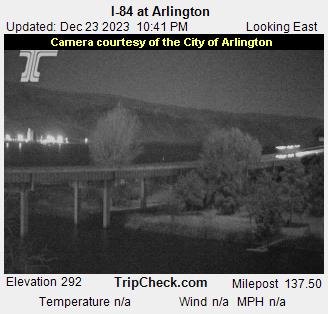 I-84 at Arlington
Updated: Dec 23 2023 10:41 PM Looking East
Camera courtesy of the City of Arlington
Elevation 292 TripCheck.com Milepost 137.50
Temperature n/a Wind n/a MPH n/a